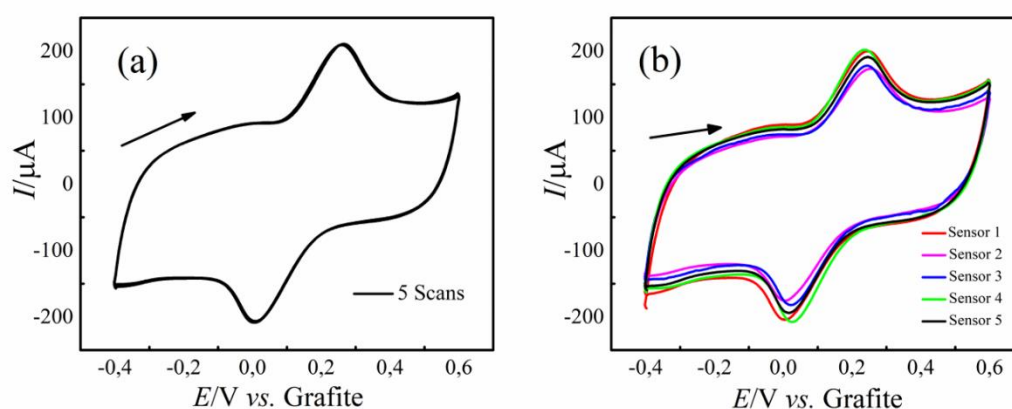 (a)
200
100
0
-100
-200
I/µA
5 Scans
-0,4 -0,2 0,0 0,2 0,4 0,6
E/V vs. Grafite
(b)
200
100
0
-100
-200
I/µA
Sensor 1
Sensor 2
Sensor 3
Sensor 4
Sensor 5
-0,4 -0,2 0,0 0,2 0,4 0,6
E/V vs. Grafite